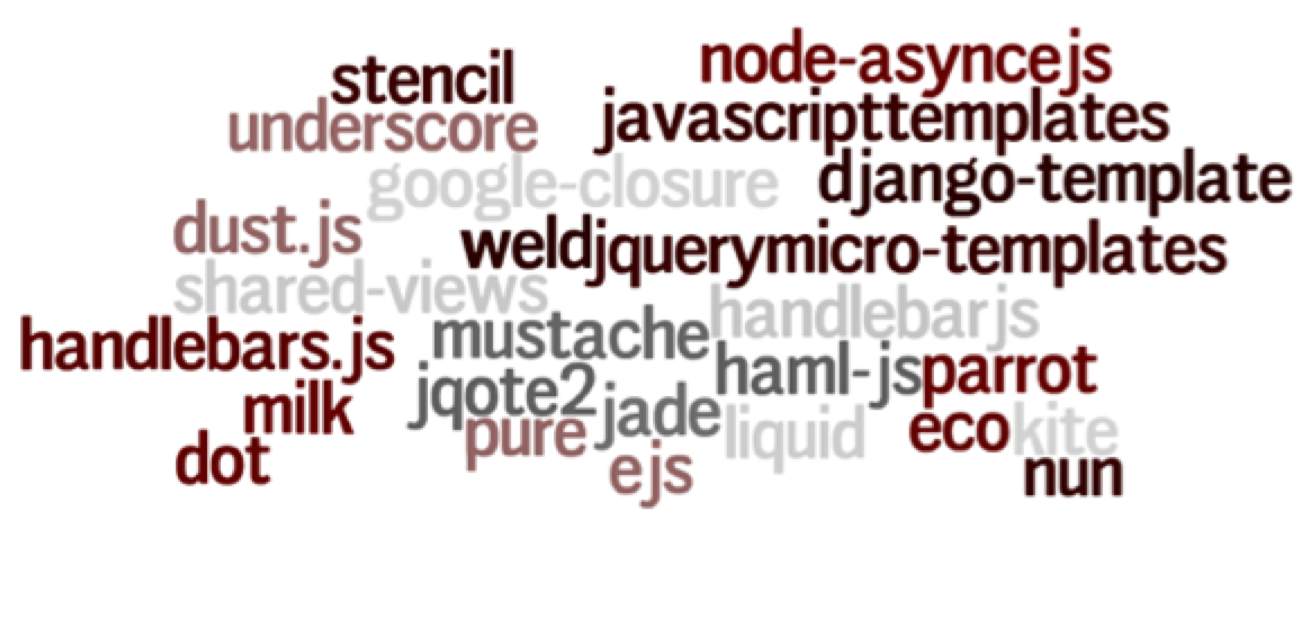 node-asyncejs
stencil
javascripttemplates
underscore
django-template
google-closure
dust.js
weld
jquerymicro-templates
shared-views
handlebarjs
mustache
handlebars.js
haml-js
parrot
jqote2
milk
jade
pure
liquid
eco
kite
dot
ejs
nun